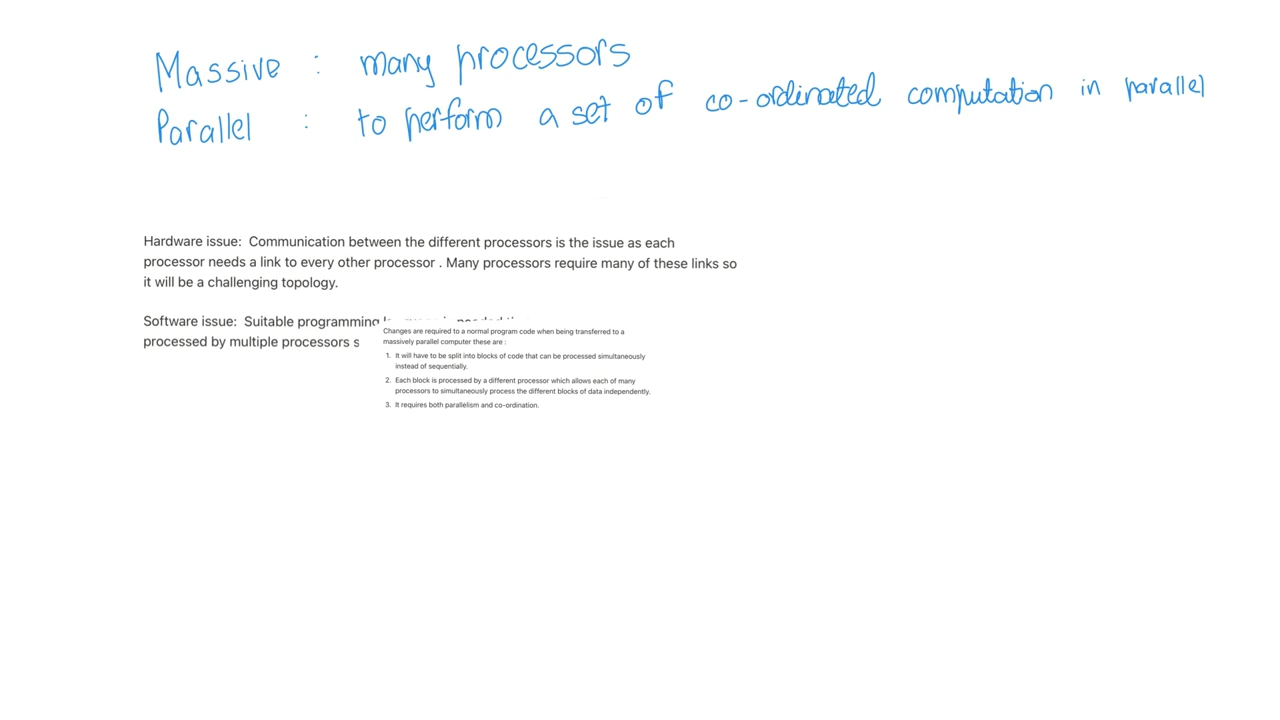 Massive : many processors
Parallel : to perform a set of co-ordinated computation in parallel
Hardware issue: Communication between the different processors is the issue as each
processor needs a link to every other processor . Many processors require many of these links so
it will be a challenging topology.
Software issue: Suitable programming
processed by multiple processors s
Changes are required to a normal program code when being transferred to a
massively parallel computer these are :
1. It will have to be split into blocks of code that can be processed simultaneously
instead of sequentially.
2. Each block is processed by a different processor which allows each of many
processors to simultaneously process the different blocks of data independently.
3. It requires both parallelism and co-ordination.